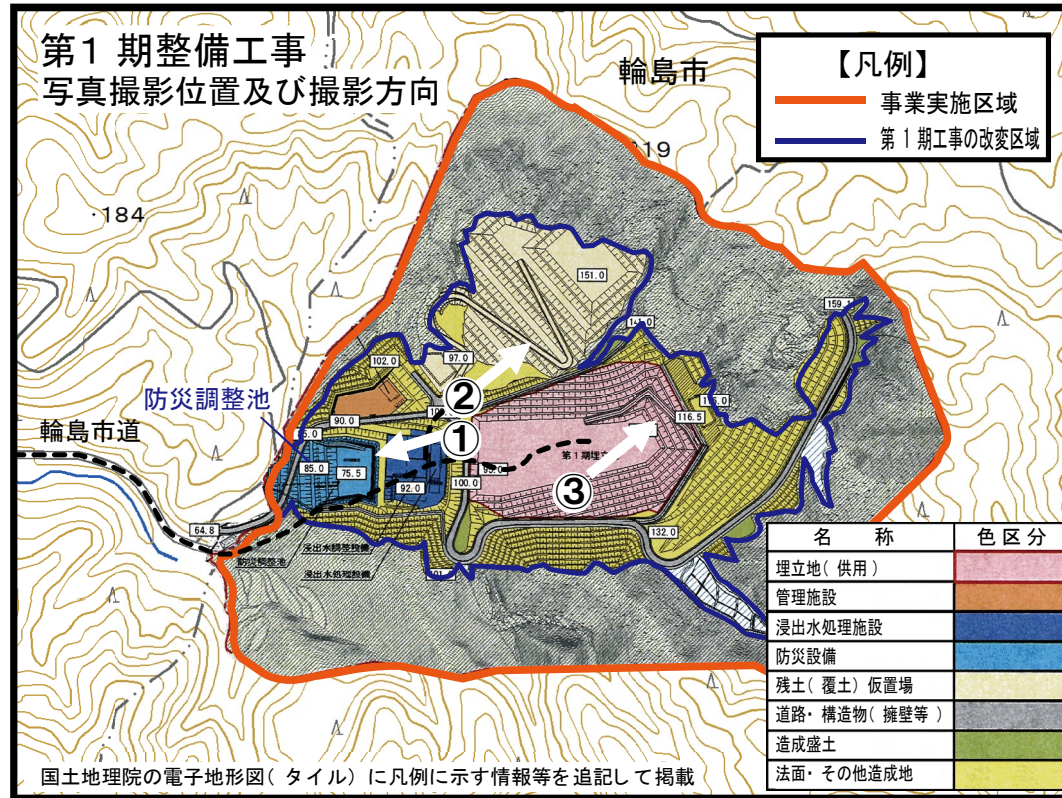 第1 期整備工事
写真撮影位置及び撮影方向
輪島市
【凡例】
事業実施区域
第 1 期工事の改変区域
・184
151.0
159.
102.0
97.0
116.5
90.0
防災調整池
輪島市道
②
①
③
第1期埋立
85.0
75.5
92.0
100.0
64.8
132.0
浸出水調整設備
防災調整池
浸出水処理設備
名 称 色区分
埋立地( 供用 )
管理施設
浸出水処理施設
防災設備
残土( 覆土) 仮置場
道路・構造物( 擁壁等 )
造成盛土
法面・その他造成地
国土地理院の電子地形図( タイル) に凡例に示す情報等を追記して掲載